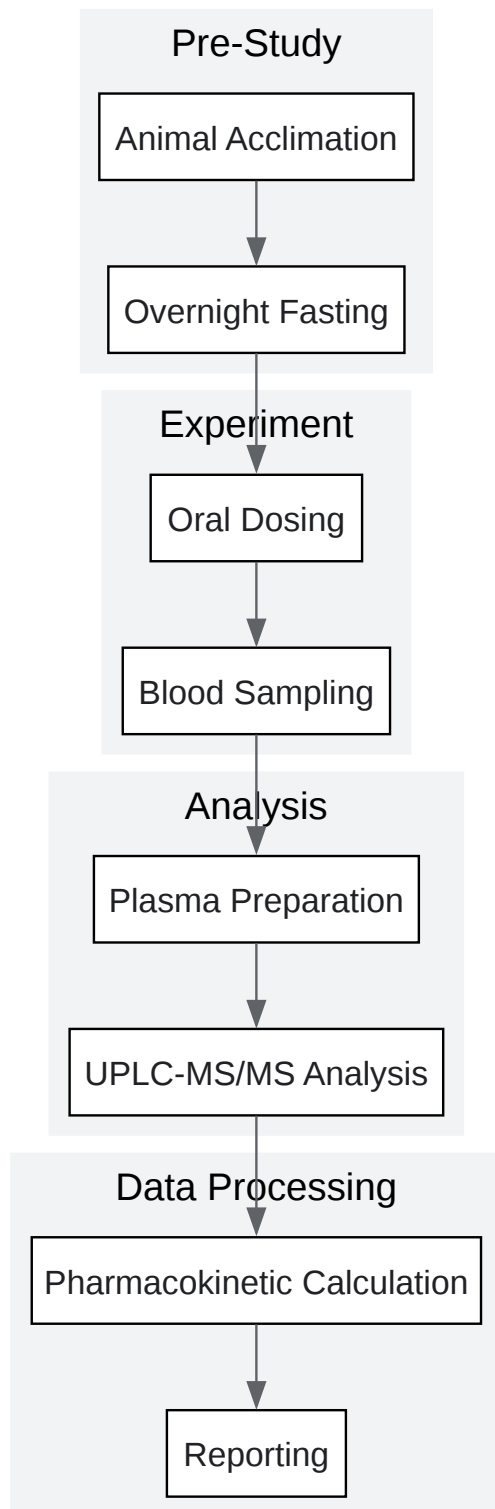 Pre-Study
Animal Acclimation
Overnight Fasting
Experiment
Oral Dosing
Blood Sampling
Analysis
Plasma Preparation
UPLC-MS/MS Analysis
Data Processing
Pharmacokinetic Calculation
Reporting